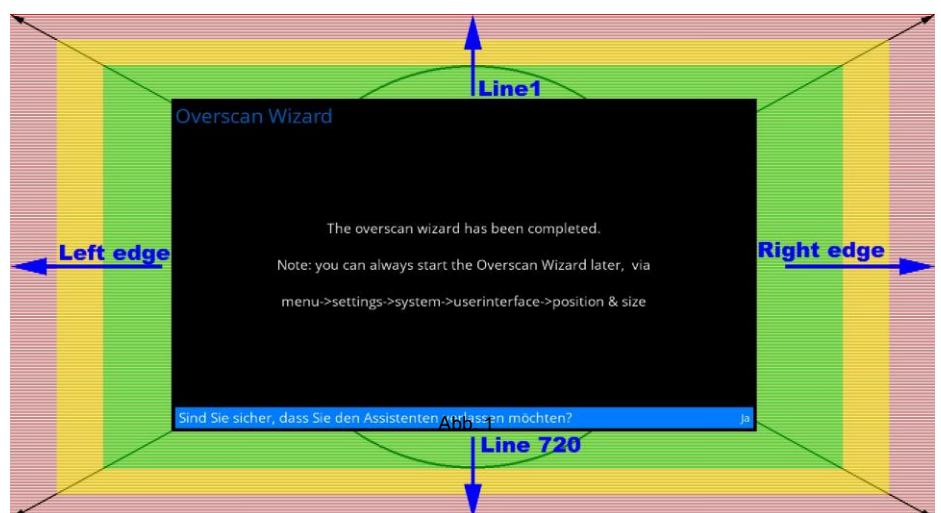 Line1
Overscan Wizard
The overscan wizard has been completed.
Left edge
Right edge
Note: you can always start the Overscan Wizard later, via
menu->settings->system->userinterface->position & size
Sind Sie sicher, dass Sie den Assistenten verlassen möchten? Ja
Abb. 1
Line 720